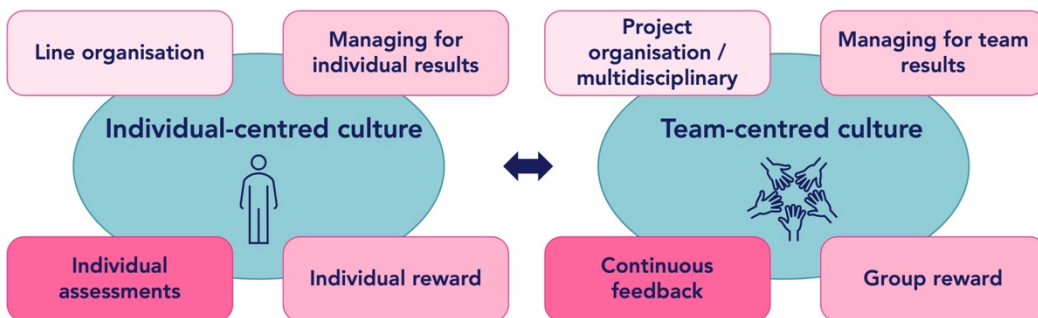 Line organisation
Managing for
individual results
Individual-centred culture
Individual
assessments
Individual reward
Project
organisation /
multidisciplinary
Managing for team
results
Team-centred culture
Continuous
feedback
Group reward